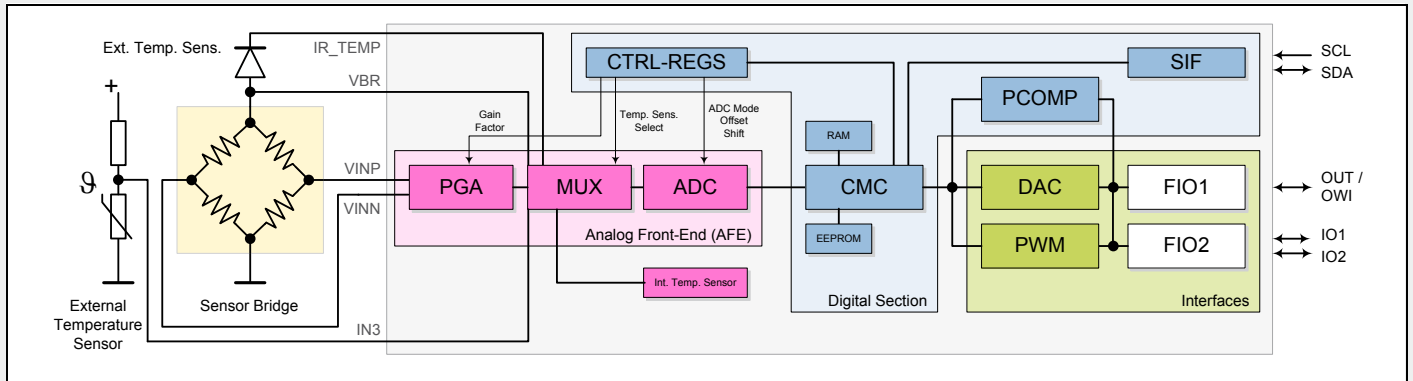 Ext. Temp. Sens.
IR_TEMP
VBR
+
ϑ
VINP
VINN
IN3
External
Temperature
Sensor
Sensor Bridge
CTRL-REGS
SIF
SCL
SDA
PCOMP
Gain
Factor
Temp. Sens.
Select
ADC Mode
Offset
Shift
RAM
PGA
MUX
ADC
CMC
DAC
FIO1
OUT /
OWI
Analog Front-End (AFE)
EEPROM
PWM
FIO2
IO1
IO2
Int. Temp. Sensor
Digital Section
Interfaces